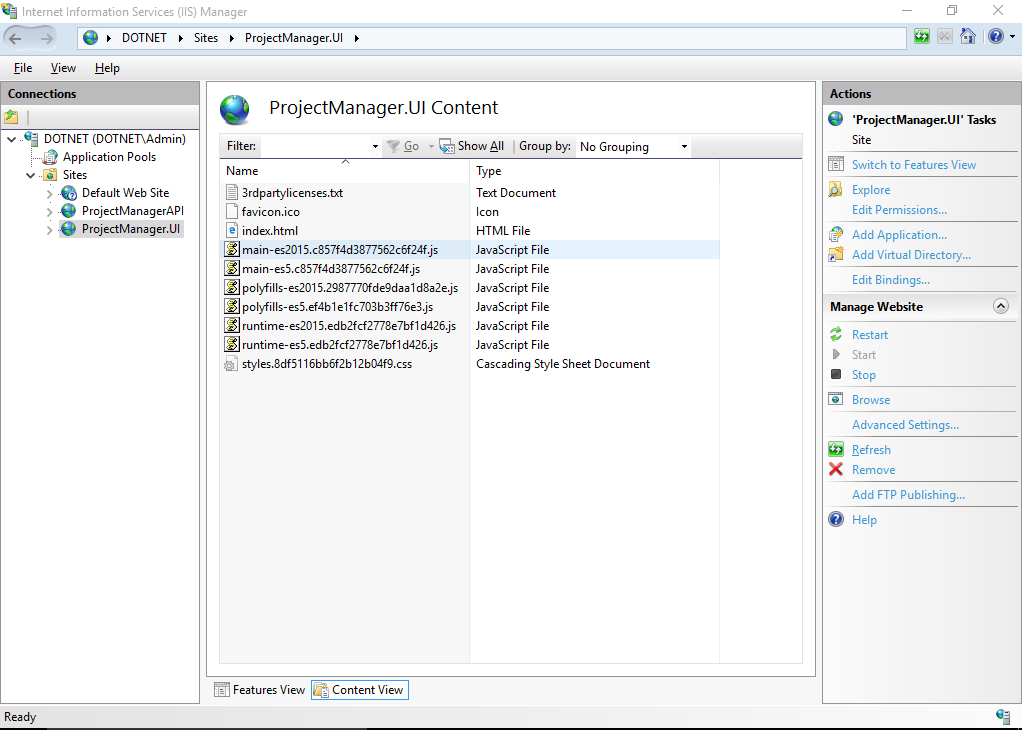 Internet Information Services (IIS) Manager
DOTNET Sites ProjectManager.UI
File View Help
Connections
DOTNET (DOTNET\Admin)
Application Pools
Sites
Default Web Site
ProjectManagerAPI
ProjectManager.UI
ProjectManager.UI Content
Filter: Go Show All Group by: No Grouping
Name Type
3rdpartylicenses.txt Text Document
favicon.ico Icon
index.html HTML File
main-es2015.c857f4d3877562c6f24f.js JavaScript File
main-es5.c857f4d3877562c6f24f.js JavaScript File
polyfills-es2015.2987770fde9daa1d8a2e.js JavaScript File
polyfills-es5.ef4b1e1fc703b3ff76e3.js JavaScript File
runtime-es2015.edb2fcf2778e7bf1d426.js JavaScript File
runtime-es5.edb2fcf2778e7bf1d426.js JavaScript File
styles.8df5116bb6f2b12b04f9.css Cascading Style Sheet Document
Features View Content View
Actions
'ProjectManager.UI' Tasks
Site
Switch to Features View
Explore
Edit Permissions...
Add Application...
Add Virtual Directory...
Edit Bindings...
Manage Website
Restart
Start
Stop
Browse
Advanced Settings...
Refresh
Remove
Add FTP Publishing...
Help
Ready